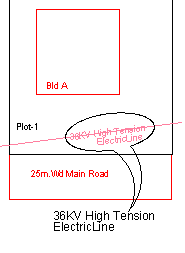 Bld A
36KV High Tension
ElectricLine
Plot-1
25m.Wd Main Road
36KV High Tension
ElectricLine